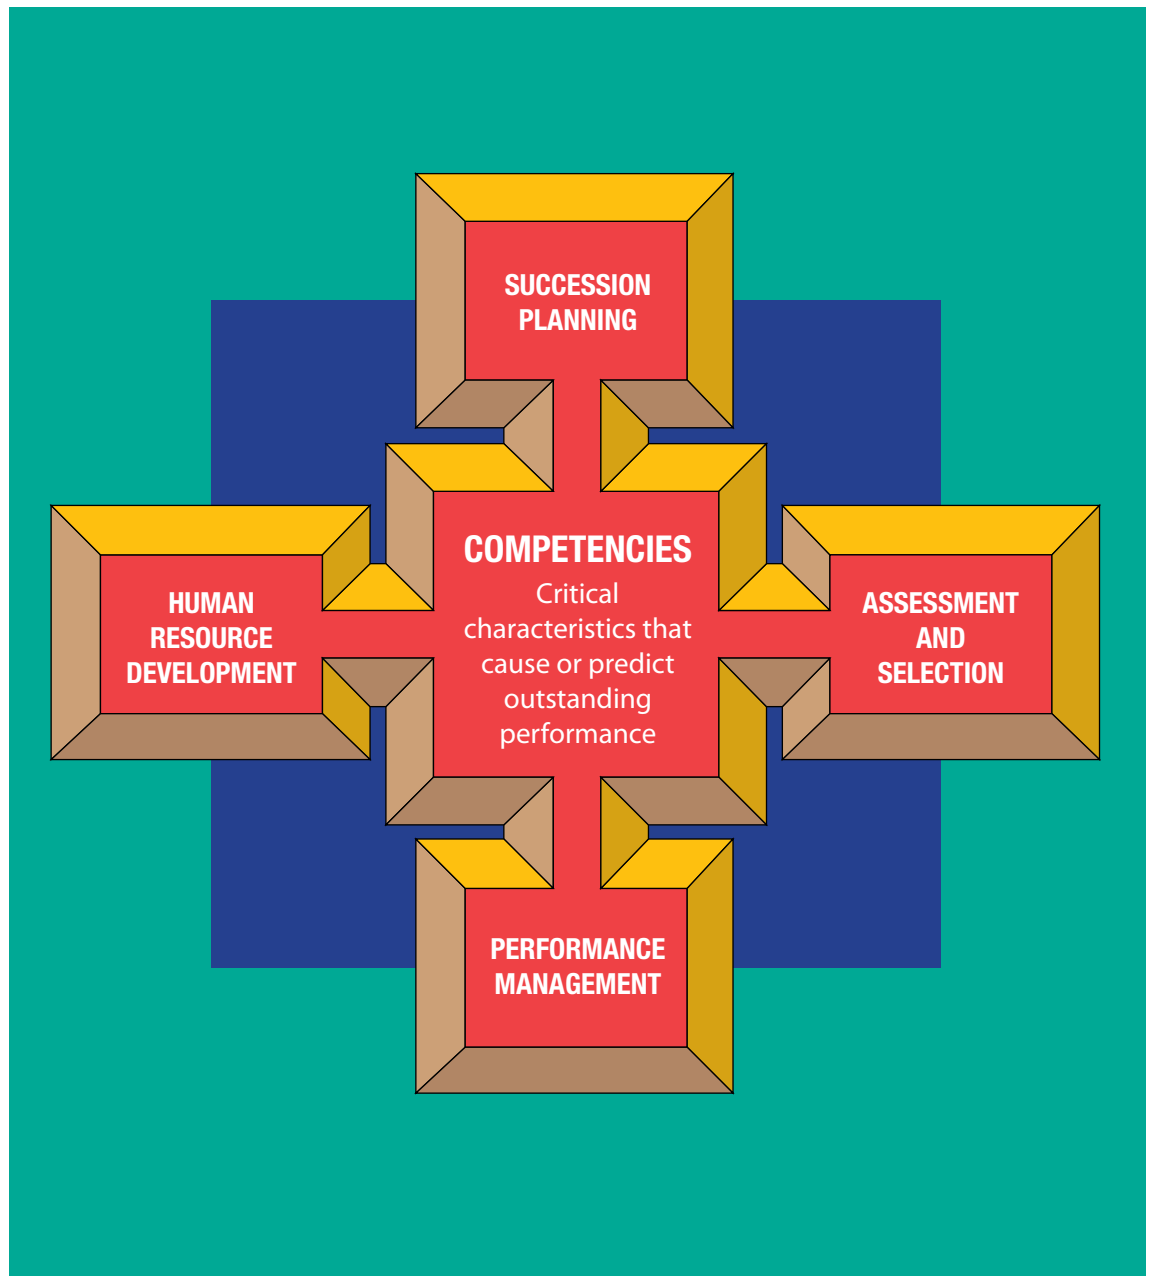 SUCCESSION
PLANNING
COMPETENCIES
Critical
characteristics that
cause or predict
outstanding
performance
HUMAN
RESOURCE
DEVELOPMENT
ASSESSMENT
AND
SELECTION
PERFORMANCE
MANAGEMENT